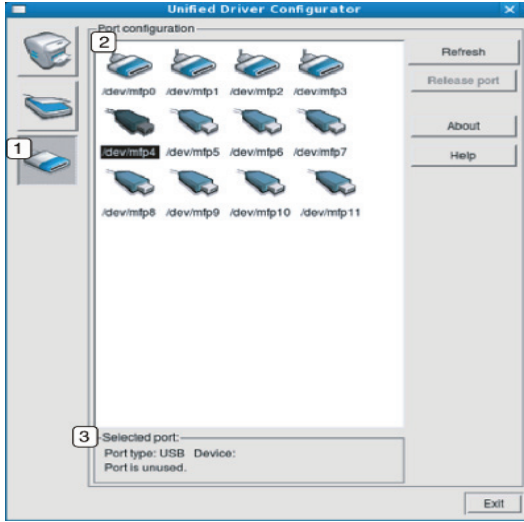 Unified Driver Configurator
Port configuration
2
/dev/mfp0 /dev/mfp1 /dev/mfp2 /dev/mfp3
Refresh
Release port
1
/dev/mfp4 /dev/mfp5 /dev/mfp6 /dev/mfp7
About
Help
/dev/mfp8 /dev/mfp9 /dev/mfp10 /dev/mfp11
3
Selected port:
Port type: USB Device:
Port is unused.
Exit